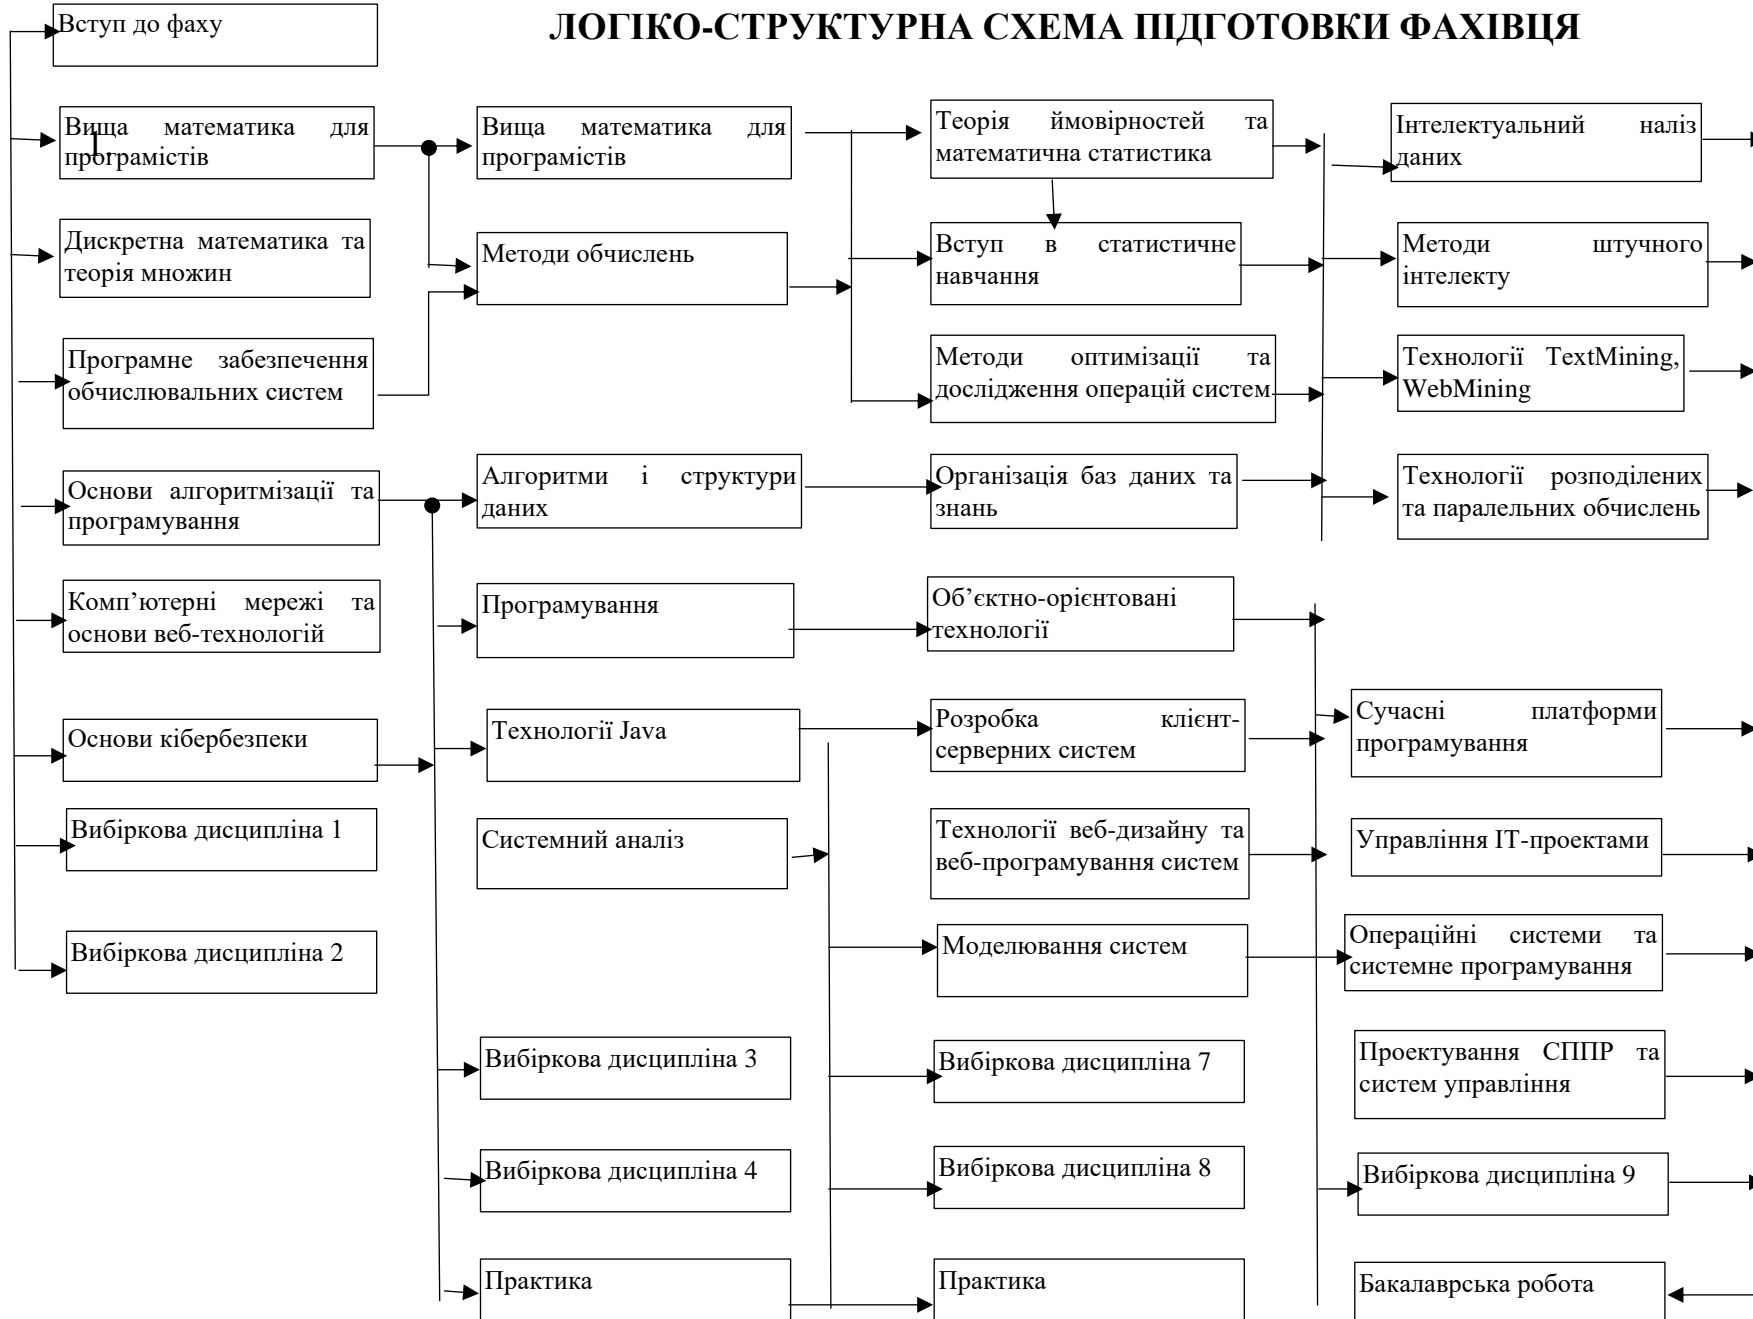 ЛОГІКО-СТРУКТУРНА СХЕМА ПІДГОТОВКИ ФАХІВЦЯ
Вступ до фаху
Вища математика для
програмістів
1.
Дискретна математика та
теорія множин
Програмне забезпечення
обчислювальних систем
Основи алгоритмізації та
програмування
Комп’ютерні мережі та
основи веб-технологій
Основи кібербезпеки
Вибіркова дисципліна 1
Вибіркова дисципліна 2
Вища математика для
програмістів
Методи обчислень
Алгоритми і структури
даних
Програмування
Технології Java
Системний аналіз
Вибіркова дисципліна 3
Вибіркова дисципліна 4
Практика
Теорія ймовірностей та
математична статистика
Вступ в статистичне
навчання
Методи оптимізації та
дослідження операцій систем
Організація баз даних та
знань
Об’єктно-орієнтовані
технології
Розробка клієнт-
серверних систем
Технології веб-дизайну та
веб-програмування систем
Моделювання систем
Вибіркова дисципліна 7
Вибіркова дисципліна 8
Практика
Інтелектуальний наліз
даних
Методи штучного
інтелекту
Технології TextMining,
WebMining
Технології розподілених
та паралельних обчислень
Сучасні платформи
програмування
Управління ІТ-проектами
Операційні системи та
системне програмування
Проектування СППР та
систем управління
Вибіркова дисципліна 9
Бакалаврська робота